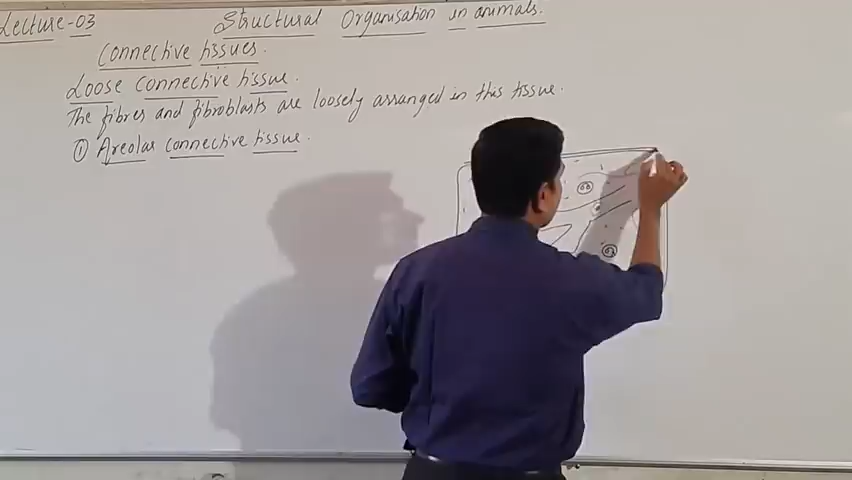 Lecture-03
Structural Organisation in animals.
Connective tissues.
Loose connective tissue.
The fibres and fibroblasts are loosely arranged in this tissue.
① Areolar connective tissue.